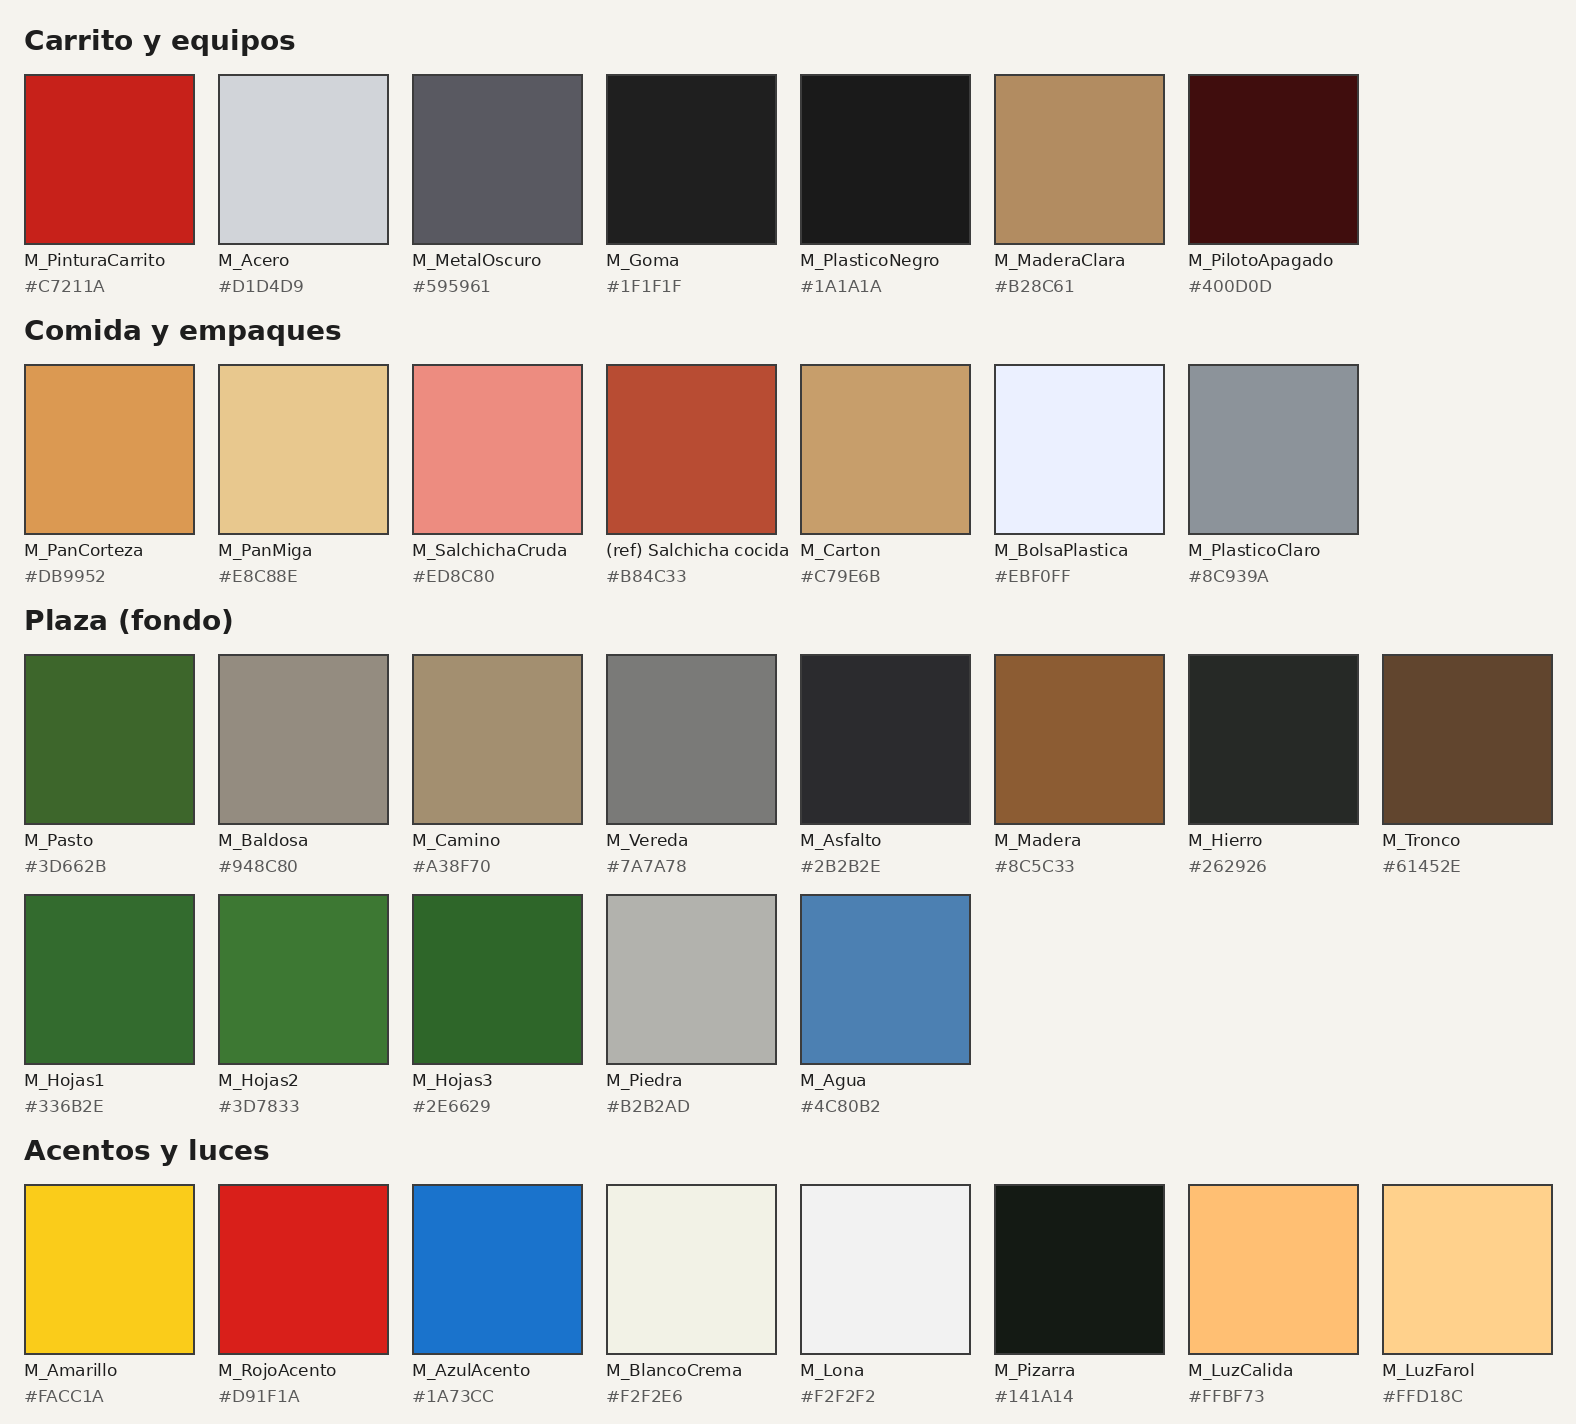 Carrito y equipos
M_PinturaCarrito M_Acero M_MetalOscuro M_Goma M_PlasticoNegro M_MaderaClara M_PilotoApagado
#C7211A #D1D4D9 #595961 #1F1F1F #1A1A1A #B28C61 #400D0D
Comida y empaques
M_PanCorteza M_PanMiga M_SalchichaCruda (ref) Salchicha cocida M_Carton M_BolsaPlastica M_PlasticoClaro
#DB9952 #E8C88E #ED8C80 #B84C33 #C79E6B #EBF0FF #8C939A
Plaza (fondo)
M_Pasto M_Baldosa M_Camino M_Vereda M_Asfalto M_Madera M_Hierro M_Tronco
#3D662B #948C80 #A38F70 #7A7A78 #2B2B2E #8C5C33 #262926 #61452E
M_Hojas1 M_Hojas2 M_Hojas3 M_Piedra M_Agua
#336B2E #3D7833 #2E6629 #B2B2AD #4C80B2
Acentos y luces
M_Amarillo M_RojoAcento M_AzulAcento M_BlancoCrema M_Lona M_Pizarra M_LuzCalida M_LuzFarol
#FACC1A #D91F1A #1A73CC #F2F2E6 #F2F2F2 #141A14 #FFBF73 #FFD18C